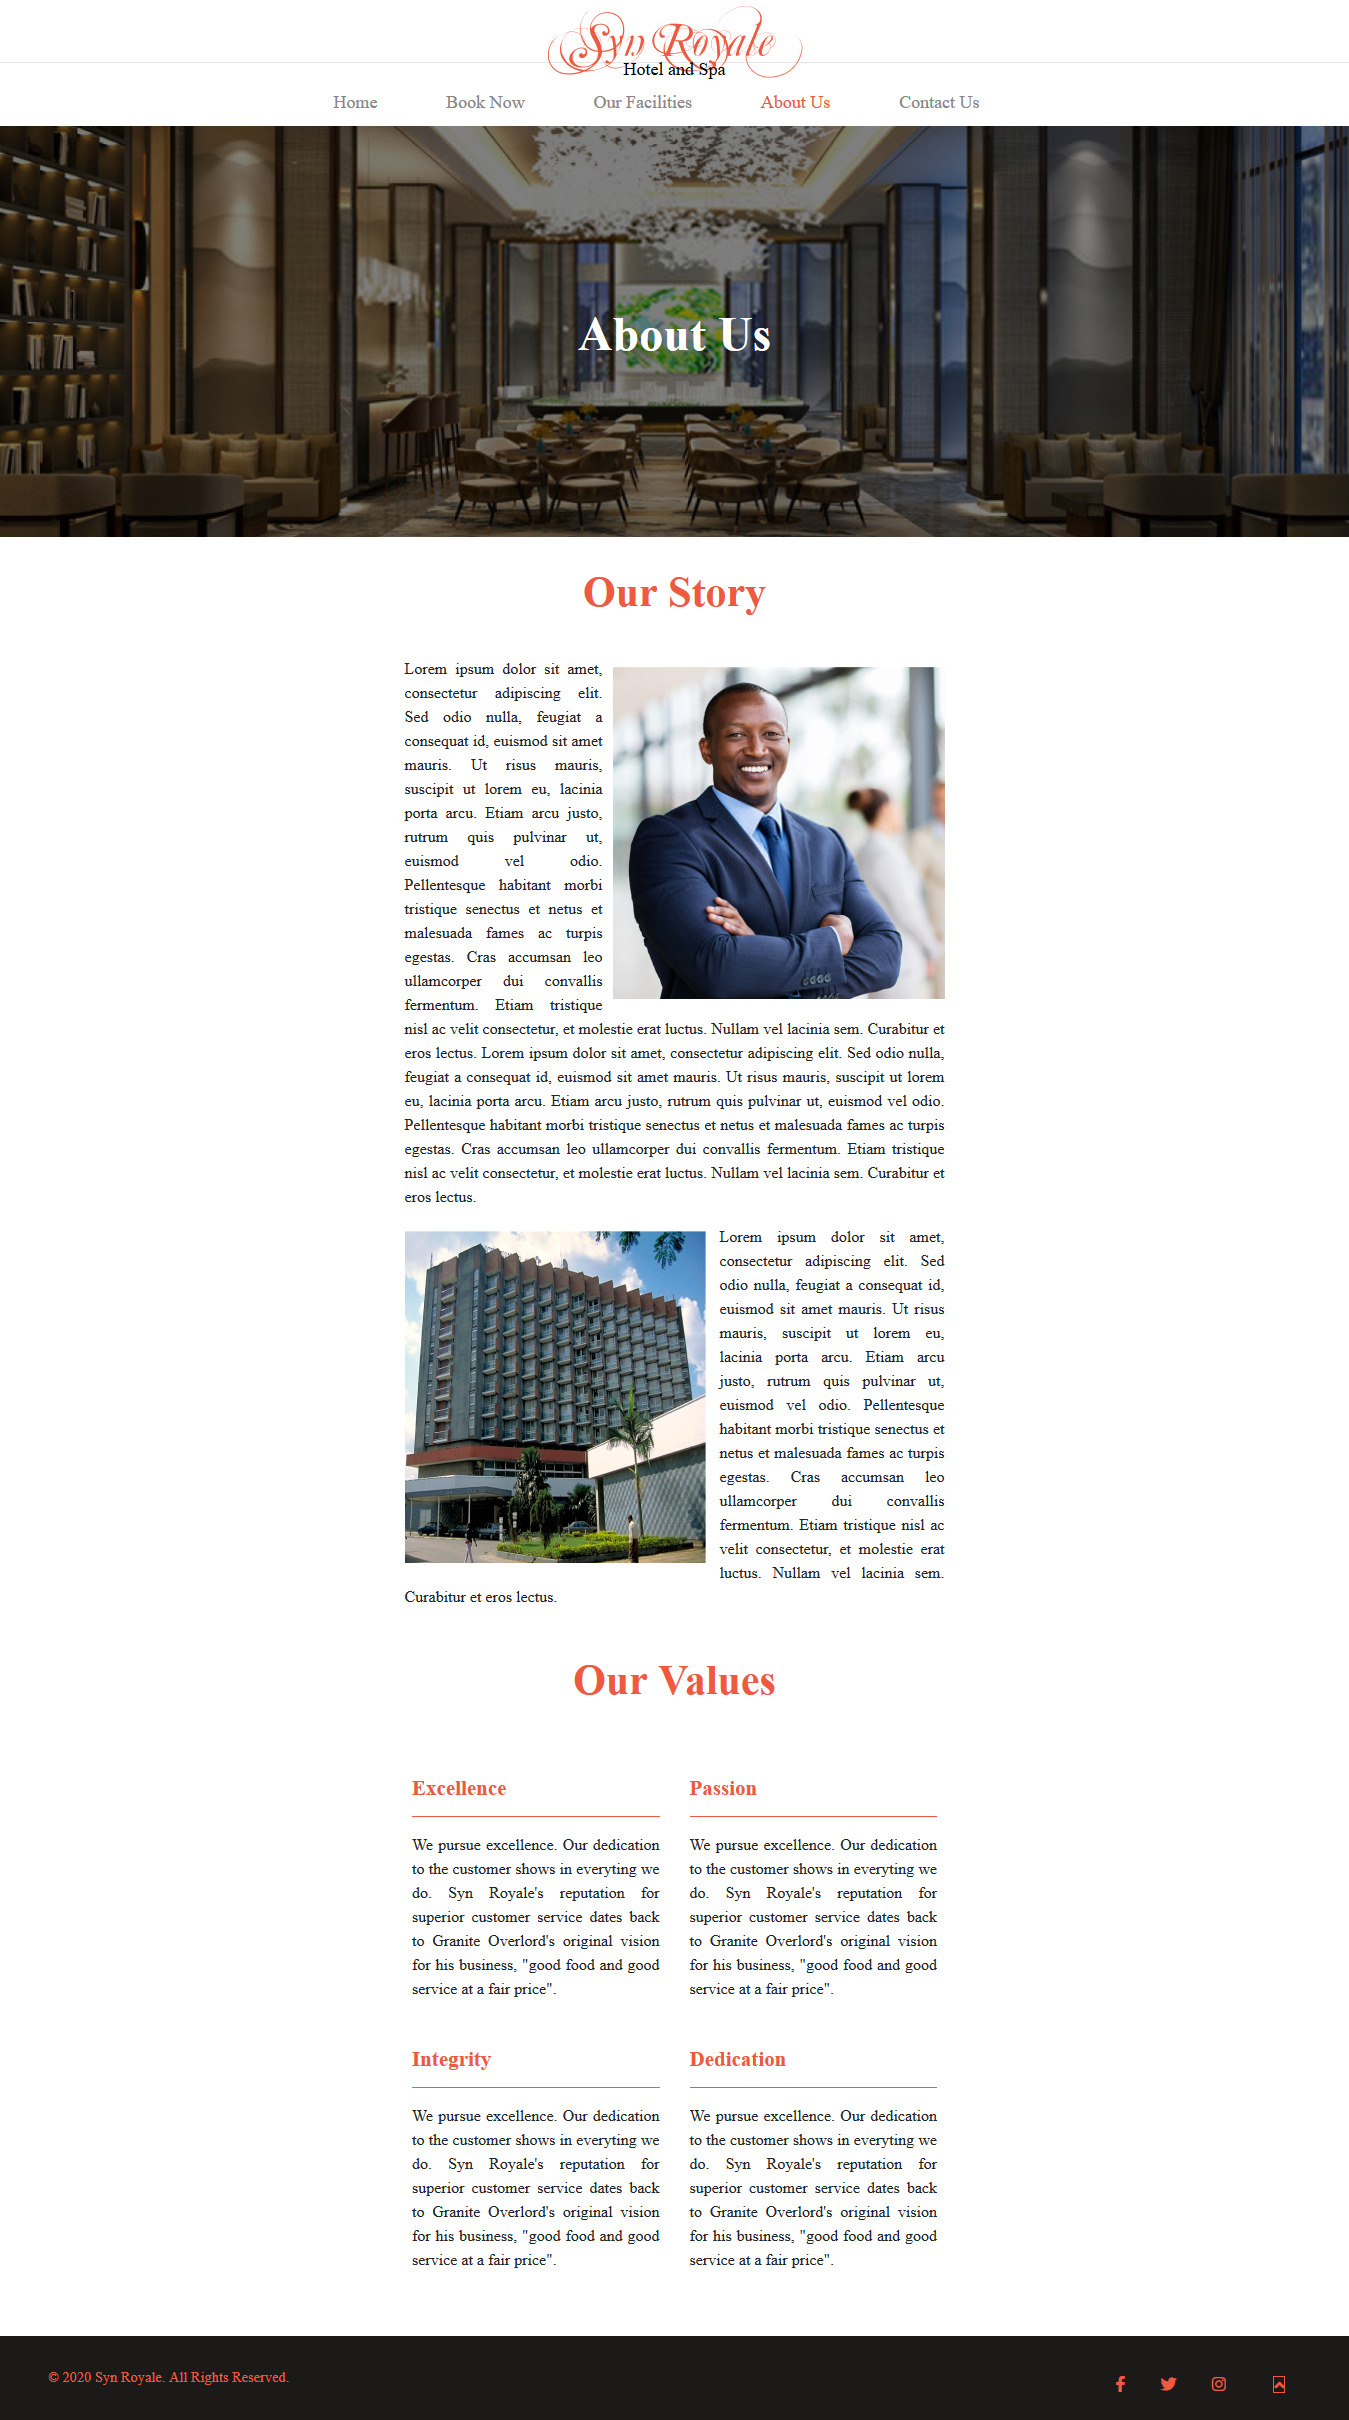 Syn Royale
Hotel and Spa
Home Book Now Our Facilities About Us Contact Us
About Us
Our Story
Lorem ipsum dolor sit amet,
consectetur adipiscing elit.
Sed odio nulla, feugiat a
consequat id, euismod sit amet
mauris. Ut risus mauris,
suscipit ut lorem eu, lacinia
porta arcu. Etiam arcu justo,
rutrum quis pulvinar ut,
euismod vel odio.
Pellentesque habitant morbi
tristique senectus et netus et
malesuada fames ac turpis
egestas. Cras accumsan leo
ullamcorper dui convallis
fermentum. Etiam tristique
nisl ac velit consectetur, et molestie erat luctus. Nullam vel lacinia sem. Curabitur et
eros lectus. Lorem ipsum dolor sit amet, consectetur adipiscing elit. Sed odio nulla,
feugiat a consequat id, euismod sit amet mauris. Ut risus mauris, suscipit ut lorem
eu, lacinia porta arcu. Etiam arcu justo, rutrum quis pulvinar ut, euismod vel odio.
Pellentesque habitant morbi tristique senectus et netus et malesuada fames ac turpis
egestas. Cras accumsan leo ullamcorper dui convallis fermentum. Etiam tristique
nisl ac velit consectetur, et molestie erat luctus. Nullam vel lacinia sem. Curabitur et
eros lectus.
Lorem ipsum dolor sit amet,
consectetur adipiscing elit. Sed
odio nulla, feugiat a consequat id,
euismod sit amet mauris. Ut risus
mauris, suscipit ut lorem eu,
lacinia porta arcu. Etiam arcu
justo, rutrum quis pulvinar ut,
euismod vel odio. Pellentesque
habitant morbi tristique senectus et
netus et malesuada fames ac turpis
egestas. Cras accumsan leo
ullamcorper dui convallis
fermentum. Etiam tristique nisl ac
velit consectetur, et molestie erat
luctus. Nullam vel lacinia sem.
Curabitur et eros lectus.
Our Values
Excellence
We pursue excellence. Our dedication
to the customer shows in everyting we
do. Syn Royale's reputation for
superior customer service dates back
to Granite Overlord's original vision
for his business, "good food and good
service at a fair price".
Passion
We pursue excellence. Our dedication
to the customer shows in everyting we
do. Syn Royale's reputation for
superior customer service dates back
to Granite Overlord's original vision
for his business, "good food and good
service at a fair price".
Integrity
We pursue excellence. Our dedication
to the customer shows in everyting we
do. Syn Royale's reputation for
superior customer service dates back
to Granite Overlord's original vision
for his business, "good food and good
service at a fair price".
Dedication
We pursue excellence. Our dedication
to the customer shows in everyting we
do. Syn Royale's reputation for
superior customer service dates back
to Granite Overlord's original vision
for his business, "good food and good
service at a fair price".
© 2020 Syn Royale. All Rights Reserved.